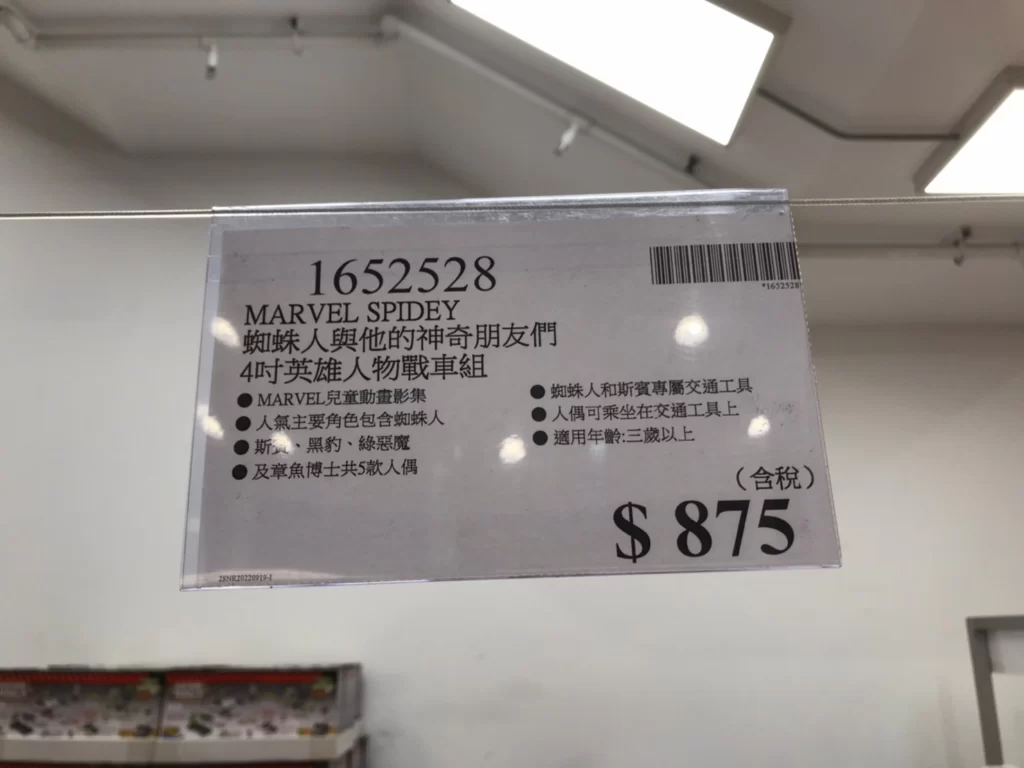 1652528
*1652528
MARVEL SPIDEY
蜘蛛人與他的神奇朋友們
4吋英雄人物戰車組
● MARVEL兒童動畫影集
● 人氣主要角色包含蜘蛛人
● 斯賓、黑豹、綠惡魔
● 及章魚博士共5款人偶
● 蜘蛛人和斯賓專屬交通工具
● 人偶可乘坐在交通工具上
● 適用年齡:三歲以上
（含稅）
$ 875